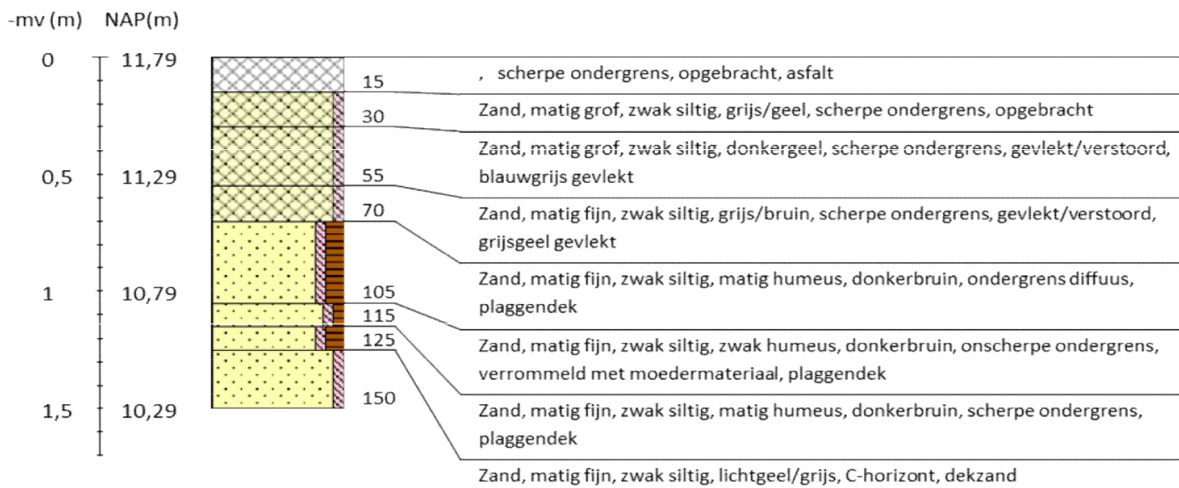 -mv (m) NAP(m)
0 11,79
15 , scherpe ondergrens, opgebracht, asfalt
30 Zand, matig grof, zwak siltig, grijs/geel, scherpe ondergrens, opgebracht
Zand, matig grof, zwak siltig, donkergeel, scherpe ondergrens, gevlekt/verstoord,
blauwgrijs gevlekt
0,5 11,29 55
70 Zand, matig fijn, zwak siltig, grijs/bruin, scherpe ondergrens, gevlekt/verstoord,
grijsgeel gevlekt
Zand, matig fijn, zwak siltig, matig humeus, donkerbruin, ondergrens diffuus,
plaggendek
1 10,79 105
115
125 Zand, matig fijn, zwak siltig, zwak humeus, donkerbruin, onscherpe ondergrens,
verrommeld met moedermateriaal, plaggendek
1,5 10,29 150
Zand, matig fijn, zwak siltig, matig humeus, donkerbruin, scherpe ondergrens,
plaggendek
Zand, matig fijn, zwak siltig, lichtgeel/grijs, C-horizont, dekzand